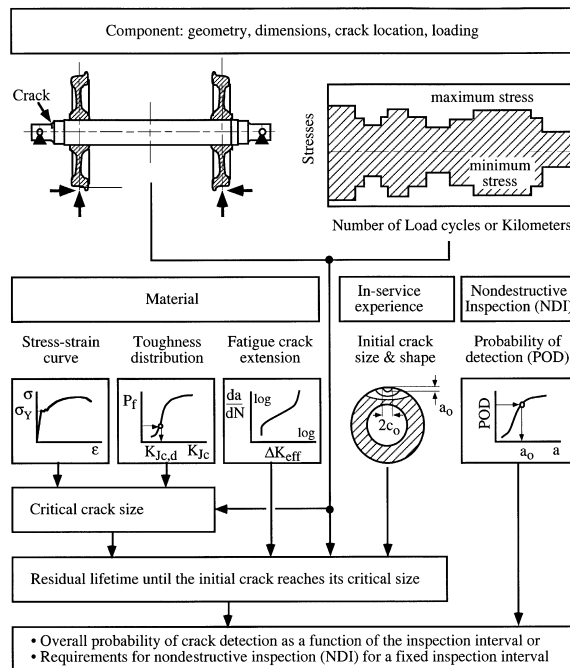 Component: geometry, dimensions, crack location, loading
Crack
Stresses
maximum stress
minimum
stress
Number of Load cycles or Kilometers
Material
In-service
experience
Nondestructive
Inspection (NDI)
Stress-strain
curve
Toughness
distribution
Fatigue crack
extension
Initial crack
size & shape
Probability of
detection (POD)
σ
σY
ε
Pf
KJc,d
KJc
da
dN
log
log
ΔKeff
ao
2co
POD
ao
a
Critical crack size
Residual lifetime until the initial crack reaches its critical size
• Overall probability of crack detection as a function of the inspection interval or
• Requirements for nondestructive inspection (NDI) for a fixed inspection interval